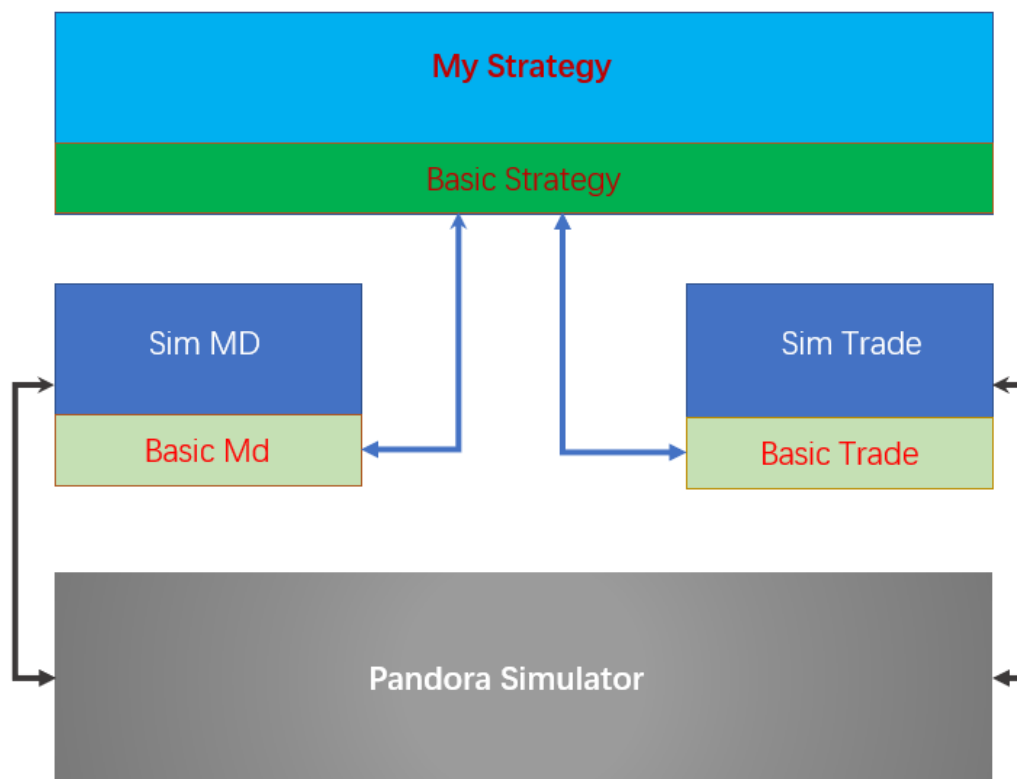 My Strategy
Basic Strategy
Sim MD
Sim Trade
Basic Md
Basic Trade
Pandora Simulator